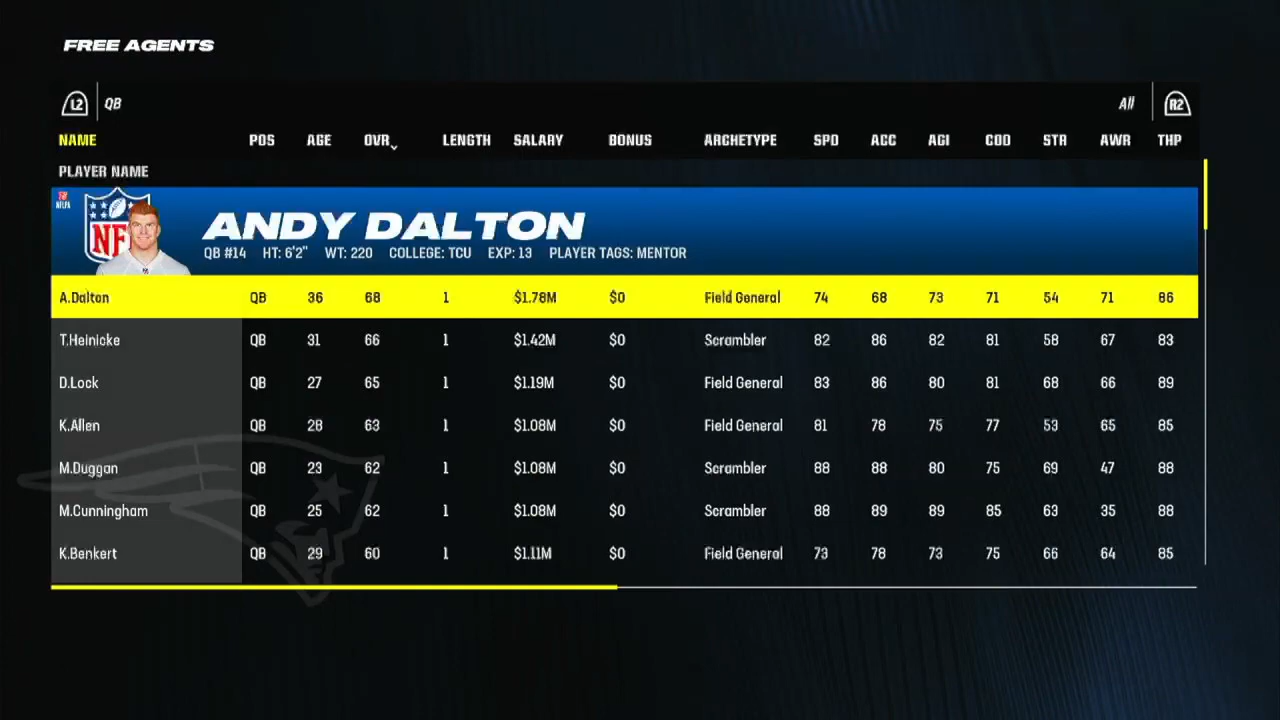 FREE AGENTS
L2 QB All R2
NAME POS AGE OVR LENGTH SALARY BONUS ARCHETYPE SPD ACC AGI COD STR AWR THP
PLAYER NAME
NFLPA
NF
ANDY DALTON
QB #14 HT: 6'2" WT: 220 COLLEGE: TCU EXP: 13 PLAYER TAGS: MENTOR
A.Dalton QB 36 68 1 $1.78M $0 Field General 74 68 73 71 54 71 86
T.Heinicke QB 31 66 1 $1.42M $0 Scrambler 82 86 82 81 58 67 83
D.Lock QB 27 65 1 $1.19M $0 Field General 83 86 80 81 68 66 89
K.Allen QB 28 63 1 $1.08M $0 Field General 81 78 75 77 53 65 85
M.Duggan QB 23 62 1 $1.08M $0 Scrambler 88 88 80 75 69 47 88
M.Cunningham QB 25 62 1 $1.08M $0 Scrambler 88 89 89 85 63 35 88
K.Benkert QB 29 60 1 $1.11M $0 Field General 73 78 73 75 66 64 85